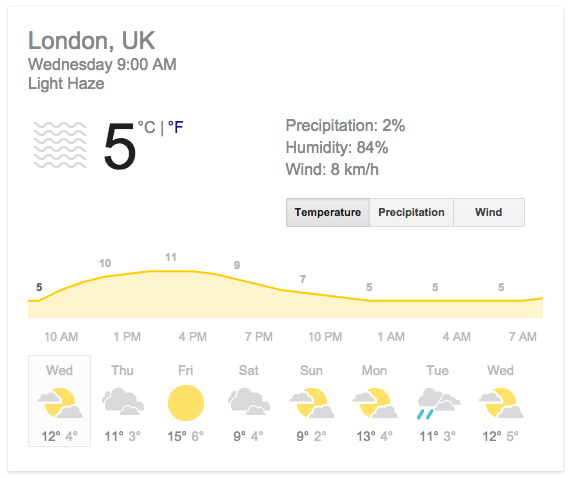 London, UK
Wednesday 9:00 AM
Light Haze
5 °C | °F
Precipitation: 2%
Humidity: 84%
Wind: 8 km/h
Temperature Precipitation Wind
5 10 11 9 7 5 5 5
10 AM 1 PM 4 PM 7 PM 10 PM 1 AM 4 AM 7 AM
Wed Thu Fri Sat Sun Mon Tue Wed
12° 4° 11° 3° 15° 6° 9° 4° 9° 2° 13° 4° 11° 3° 12° 5°